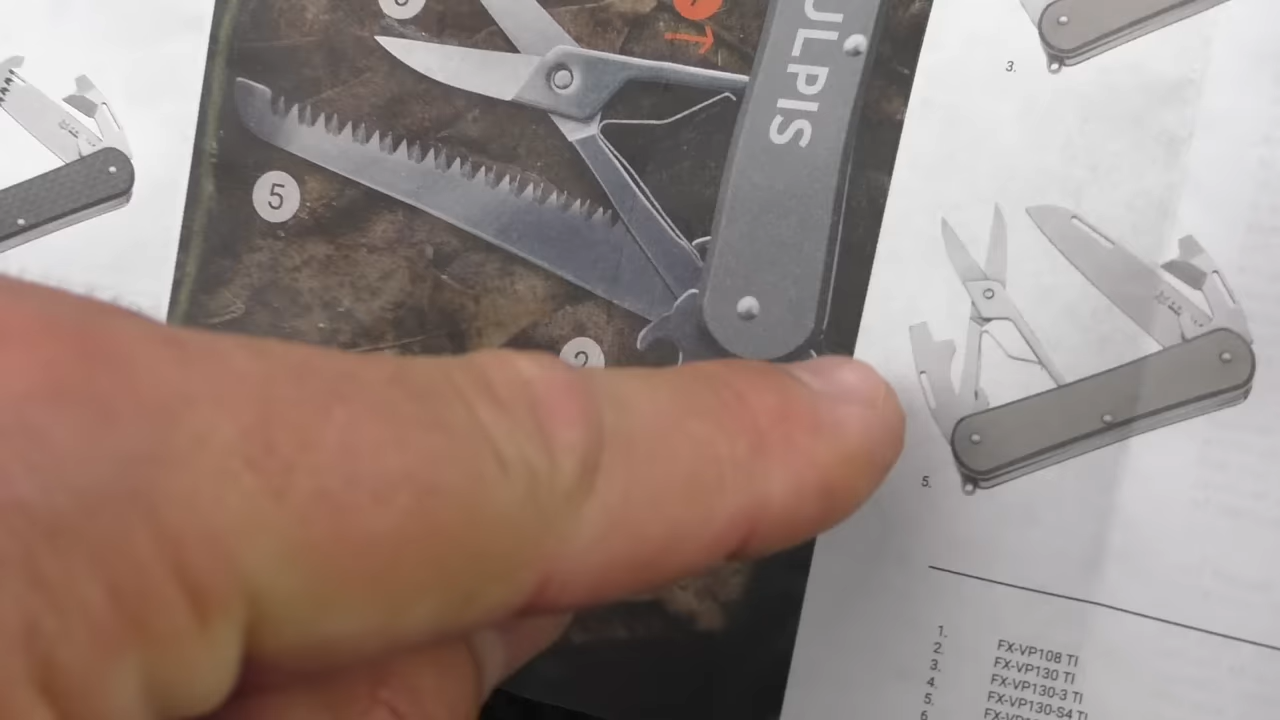 ULPIS
5
2
3.
5.
1.
2.
3.
4.
5.
6
FX-VP108 TI
FX-VP130 TI
FX-VP130-3 TI
FX-VP130-S4 TI